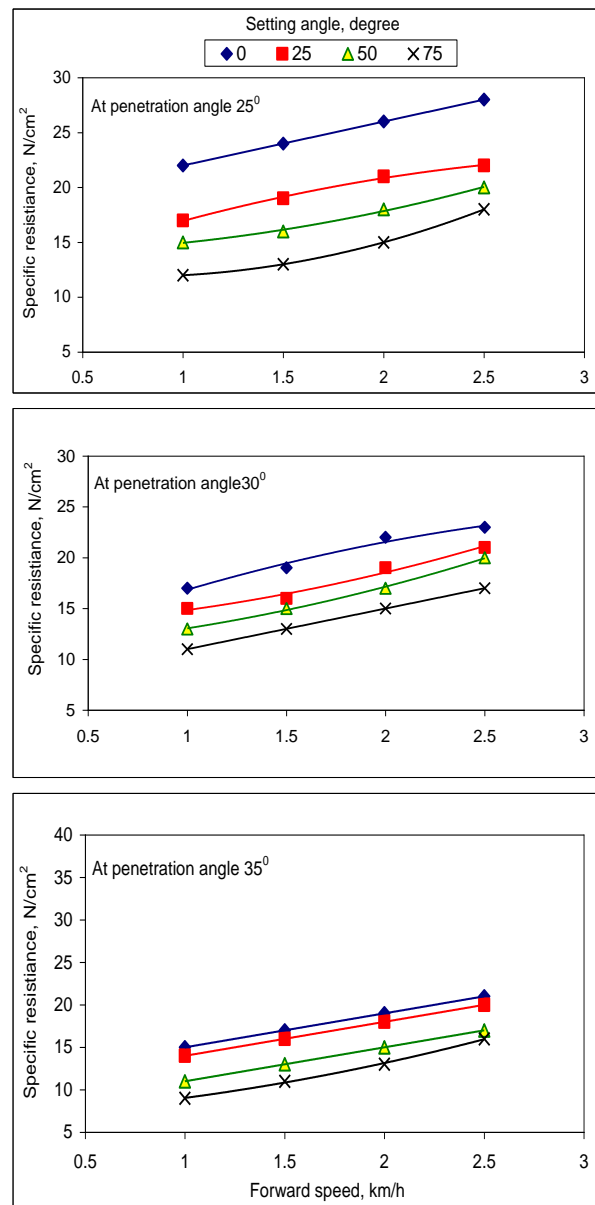 Setting angle, degree
0 25 50 75
30
25
20
15
10
5
0.5 1 1.5 2 2.5 3
Specific resistiance, N/cm²
At penetration angle 25⁰
30
25
20
15
10
5
0.5 1 1.5 2 2.5 3
Specific resistiance, N/cm²
At penetration angle30⁰
40
35
30
25
20
15
10
5
0.5 1 1.5 2 2.5 3
Specific resistiance, N/cm²
At penetration angle 35⁰
Forward speed, km/h